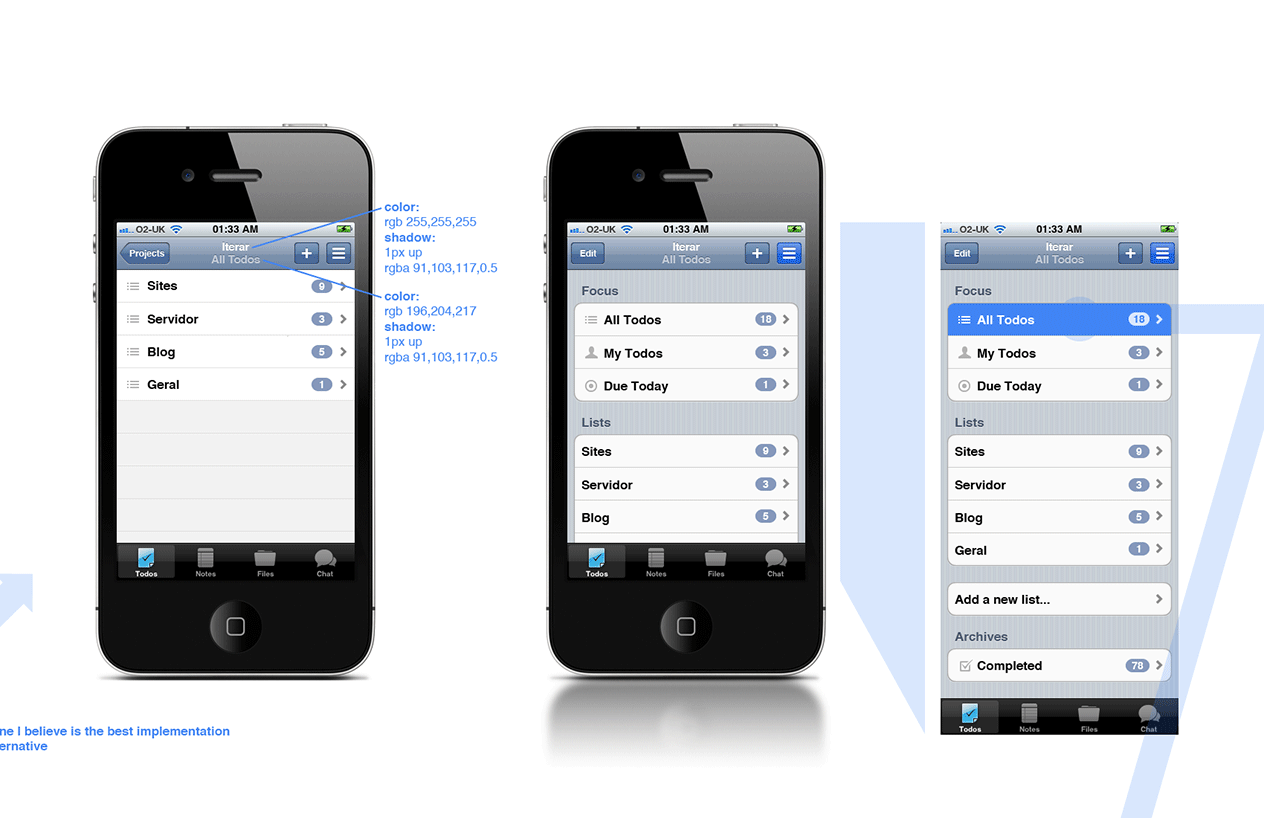 O2-UK 01:33 AM
Projects
Iterar
All Todos
+
Sites 9
Servidor 3
Blog 5
Geral 1
Todos Notes Files Chat
color:
rgb 255,255,255
shadow:
1px up
rgba 91,103,117,0.5
color:
rgb 196,204,217
shadow:
1px up
rgba 91,103,117,0.5
ne I believe is the best implementation
ernative
O2-UK 01:33 AM
Edit
Iterar
All Todos
+
Focus
All Todos 18
My Todos 3
Due Today 1
Lists
Sites 9
Servidor 3
Blog 5
Todos Notes Files Chat
O2-UK 01:33 AM
Edit
Iterar
All Todos
+
Focus
All Todos 18
My Todos 3
Due Today 1
Lists
Sites 9
Servidor 3
Blog 5
Geral 1
Add a new list...
Archives
Completed 78
Todos Notes Files Chat
7